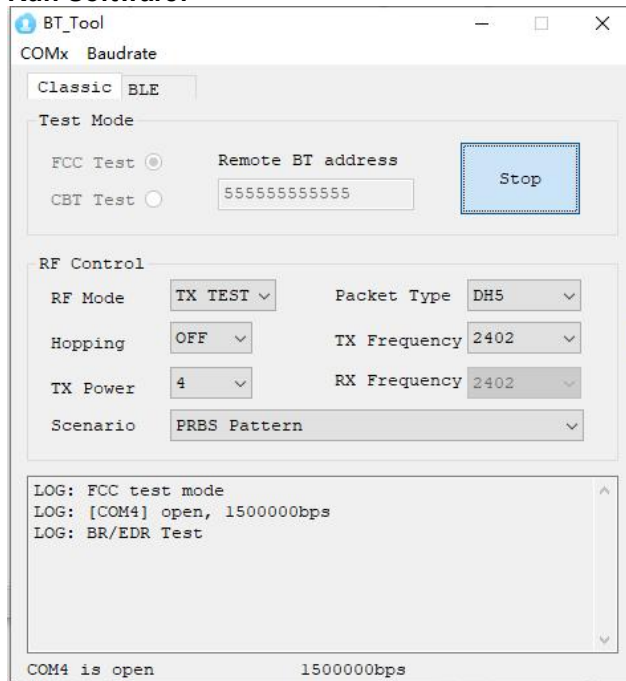 BT_Tool
COMx Baudrate
Classic BLE
Test Mode
FCC Test Remote BT address
CBT Test 555555555555 Stop
RF Control
RF Mode TX TEST Packet Type DH5
Hopping OFF TX Frequency 2402
TX Power 4 RX Frequency 2402
Scenario PRBS Pattern
LOG: FCC test mode
LOG: [COM4] open, 1500000bps
LOG: BR/EDR Test
COM4 is open 1500000bps